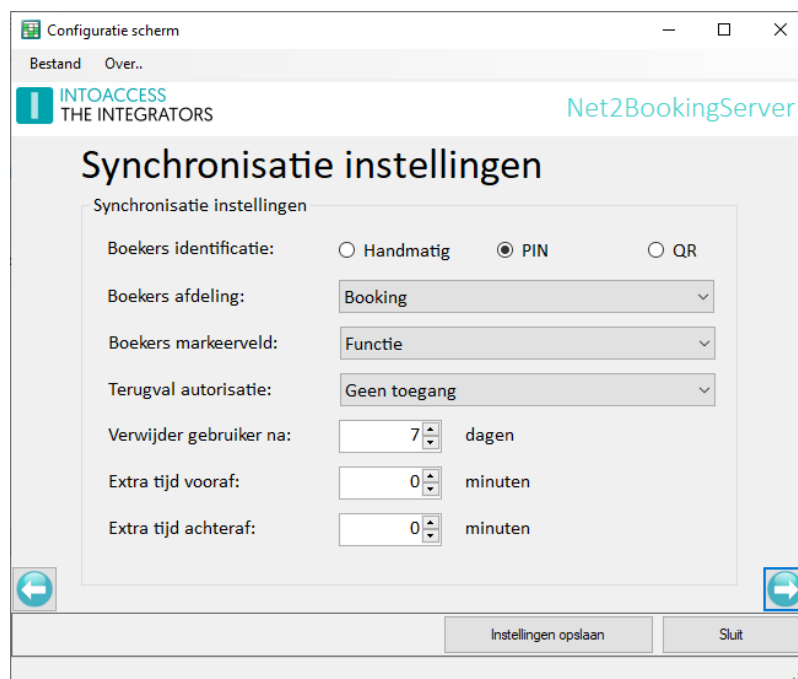 Configuratie scherm
Bestand Over..
INTOACCESS
THE INTEGRATORS
Net2BookingServer
Synchronisatie instellingen
Synchronisatie instellingen
Boekers identificatie: Handmatig PIN QR
Boekers afdeling: Booking
Boekers markeerveld: Functie
Terugval autorisatie: Geen toegang
Verwijder gebruiker na: 7 dagen
Extra tijd vooraf: 0 minuten
Extra tijd achteraf: 0 minuten
Instellingen opslaan Sluit